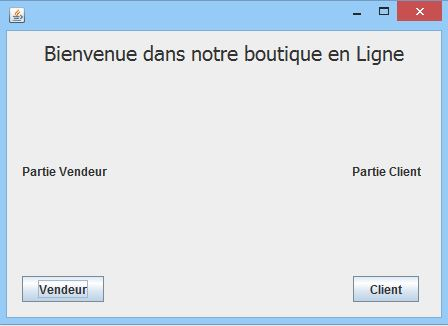 Bienvenue dans notre boutique en Ligne
Partie Vendeur
Partie Client
Vendeur
Client